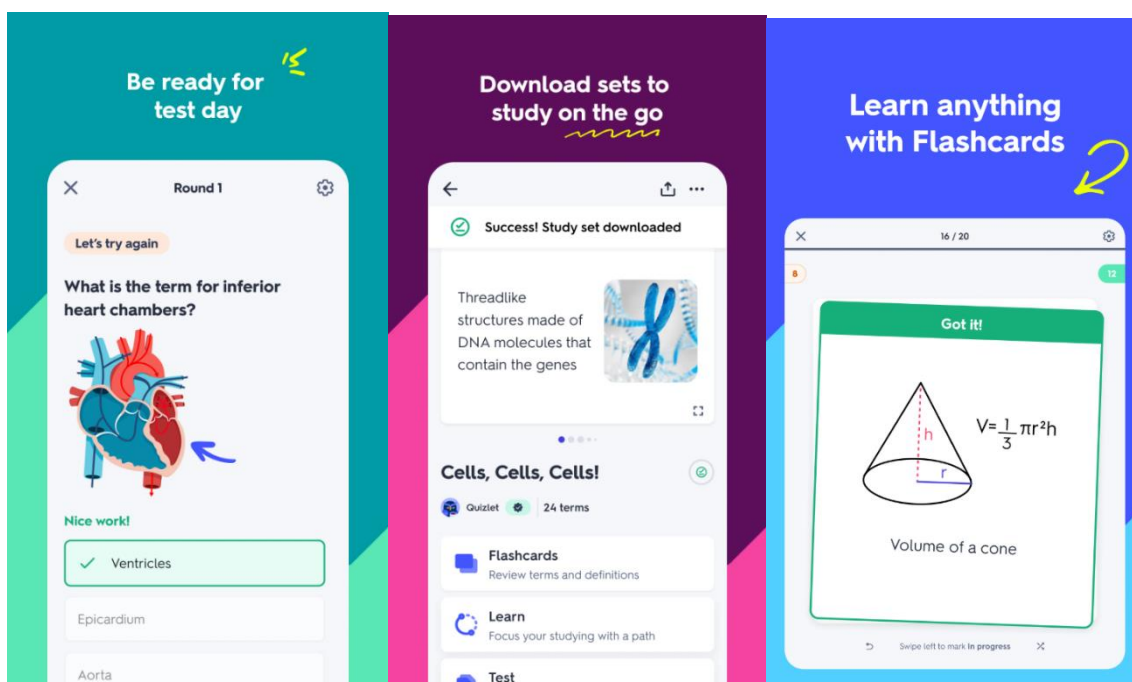 Be ready for
test day
Round 1
Let's try again
What is the term for inferior
heart chambers?
Nice work!
Ventricles
Epicardium
Aorta
Download sets to
study on the go
Success! Study set downloaded
Threadlike
structures made of
DNA molecules that
contain the genes
Cells, Cells, Cells!
Quizlet
24 terms
Flashcards
Review terms and definitions
Learn
Focus your studying with a path
Test
Learn anything
with Flashcards
16 / 20
8
12
Got it!
h
r
V=1/3 πr²h
Volume of a cone
Swipe left to mark In progress